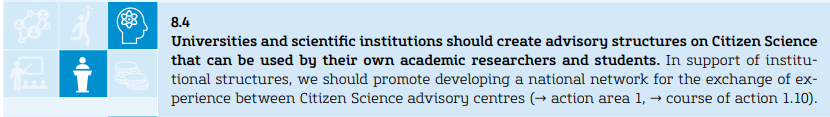 8.4
Universities and scientific institutions should create advisory structures on Citizen Science
that can be used by their own academic researchers and students. In support of institu-
tional structures, we should promote developing a national network for the exchange of ex-
perience between Citizen Science advisory centres (→ action area 1, → course of action 1.10).